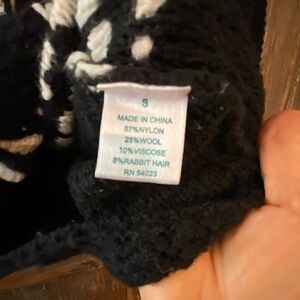 S
MADE IN CHINA
57%NYLON
25%WOOL
10%VISCOSE
8%RABBIT HAIR
RN 54023